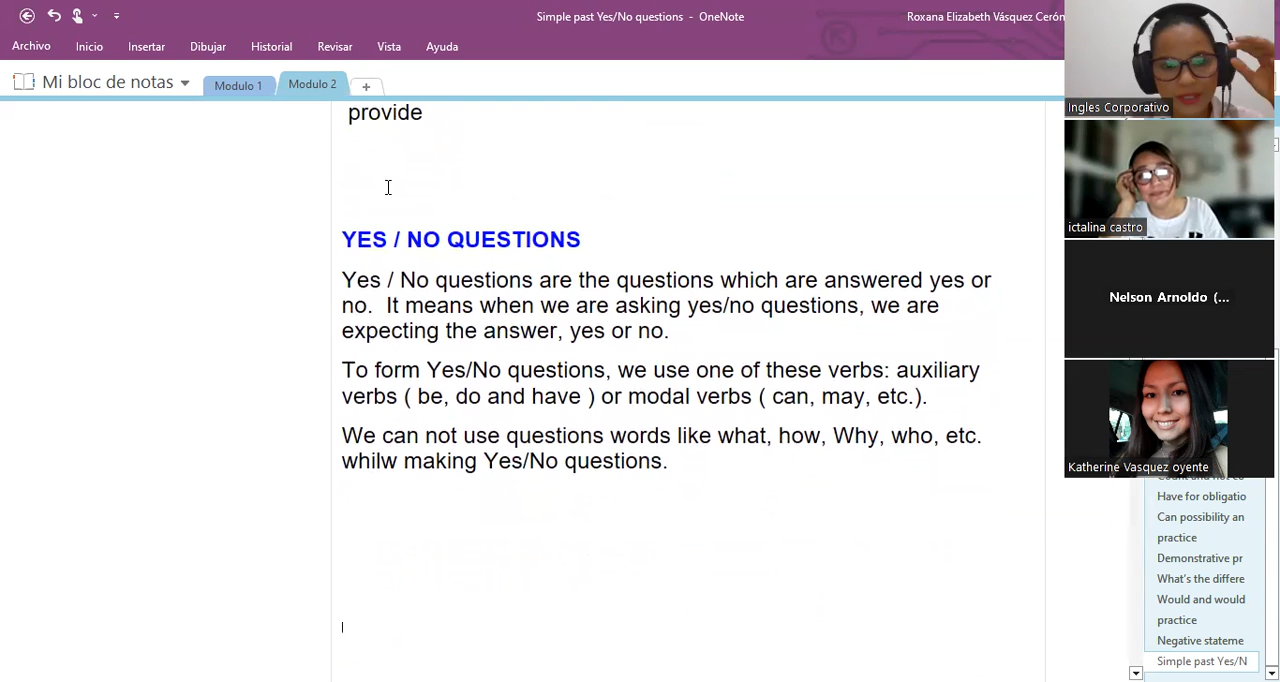 Simple past Yes/No questions - OneNote
Roxana Elizabeth Vásquez Cerón
Archivo Inicio Insertar Dibujar Historial Revisar Vista Ayuda
Mi bloc de notas Modulo 1 Modulo 2 +
provide
YES / NO QUESTIONS
Yes / No questions are the questions which are answered yes or
no. It means when we are asking yes/no questions, we are
expecting the answer, yes or no.
To form Yes/No questions, we use one of these verbs: auxiliary
verbs ( be, do and have ) or modal verbs ( can, may, etc.).
We can not use questions words like what, how, Why, who, etc.
whilw making Yes/No questions.
Ingles Corporativo
ictalina castro
Nelson Arnoldo (...
Katherine Vasquez oyente
Have for obligatio
Can possibility an
practice
Demonstrative pr
What's the differe
Would and would
practice
Negative stateme
Simple past Yes/N